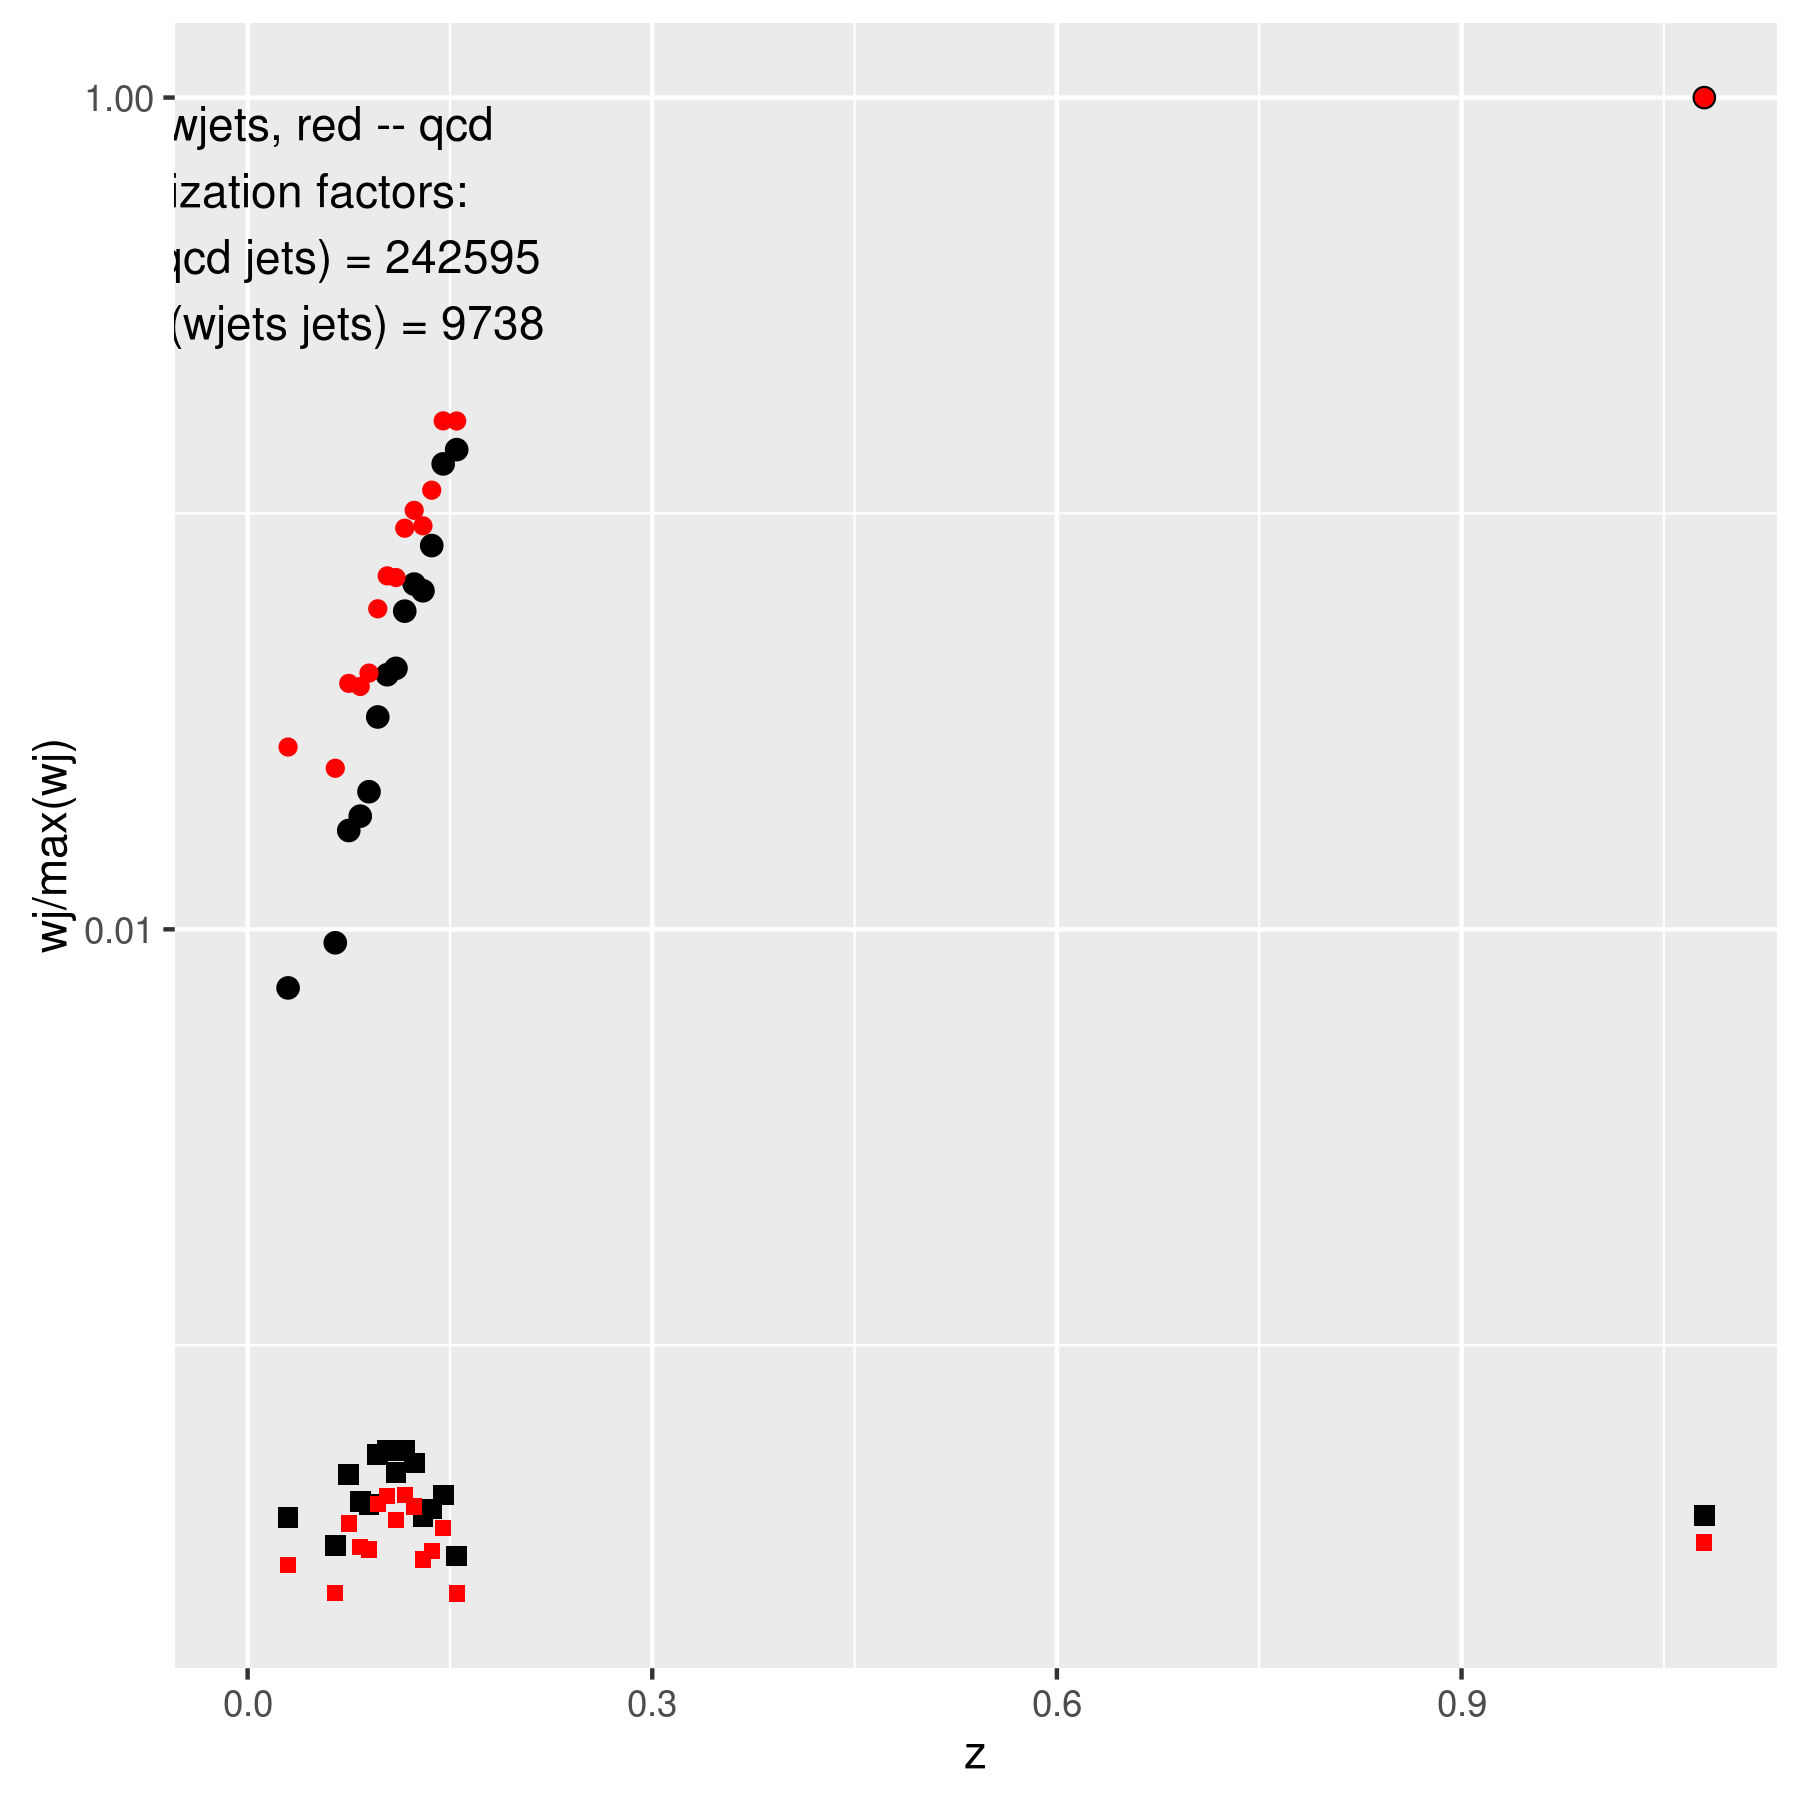 1.00
wjets, red -- qcd
ization factors:
qcd jets) = 242595
(wjets jets) = 9738
wj/max(wj)
0.01
0.0
0.3
0.6
0.9
z